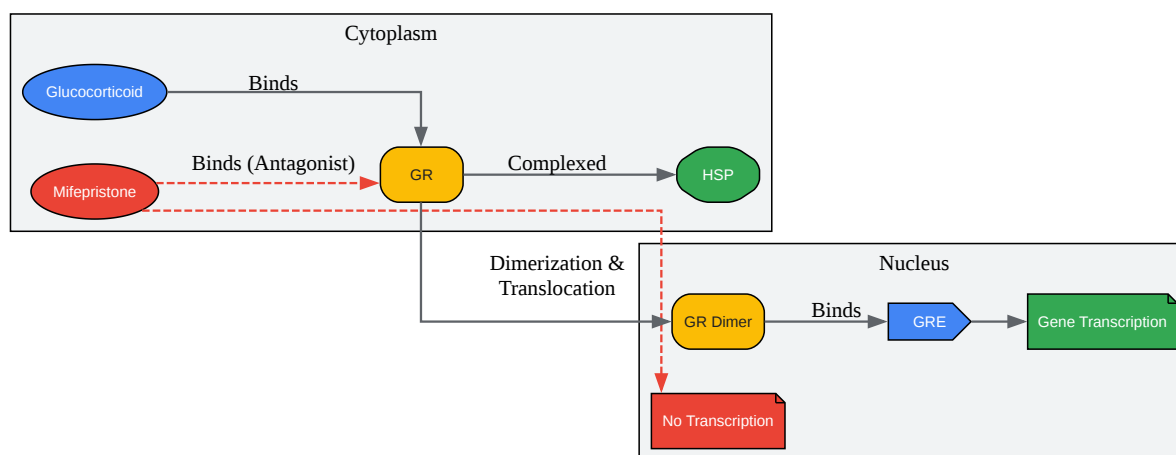 Cytoplasm
Glucocorticoid
Binds
Mifepristone
Binds (Antagonist)
GR
Complexed
HSP
Dimerization &
Translocation
Nucleus
GR Dimer
Binds
GRE
Gene Transcription
No Transcription